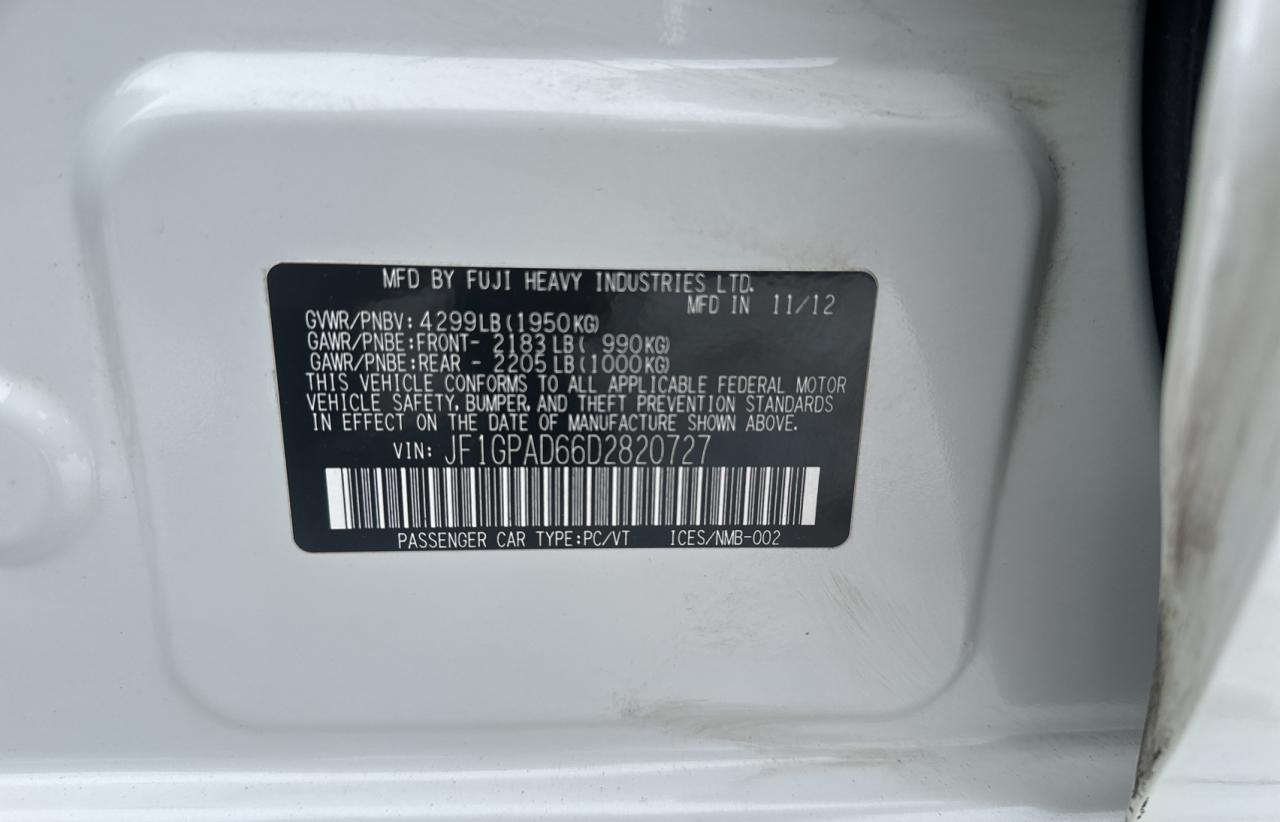 MFD BY FUJI HEAVY INDUSTRIES LTD.
MFD IN 11/12
GVWR/PNBV: 4299LB(1950KG)
GAWR/PNBE:FRONT- 2183LB( 990KG)
GAWR/PNBE:REAR - 2205LB(1000KG)
THIS VEHICLE CONFORMS TO ALL APPLICABLE FEDERAL MOTOR
VEHICLE SAFETY, BUMPER, AND THEFT PREVENTION STANDARDS
IN EFFECT ON THE DATE OF MANUFACTURE SHOWN ABOVE.
VIN: JF1GPAD66D2820727
PASSENGER CAR TYPE:PC/VT ICES/NMB-002